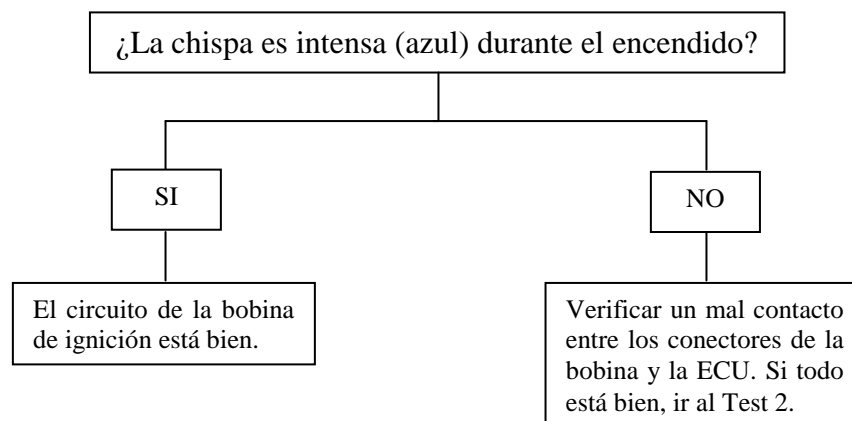 ¿La chispa es intensa (azul) durante el encendido?
SI
NO
El circuito de la bobina
de ignición está bien.
Verificar un mal contacto
entre los conectores de la
bobina y la ECU. Si todo
está bien, ir al Test 2.